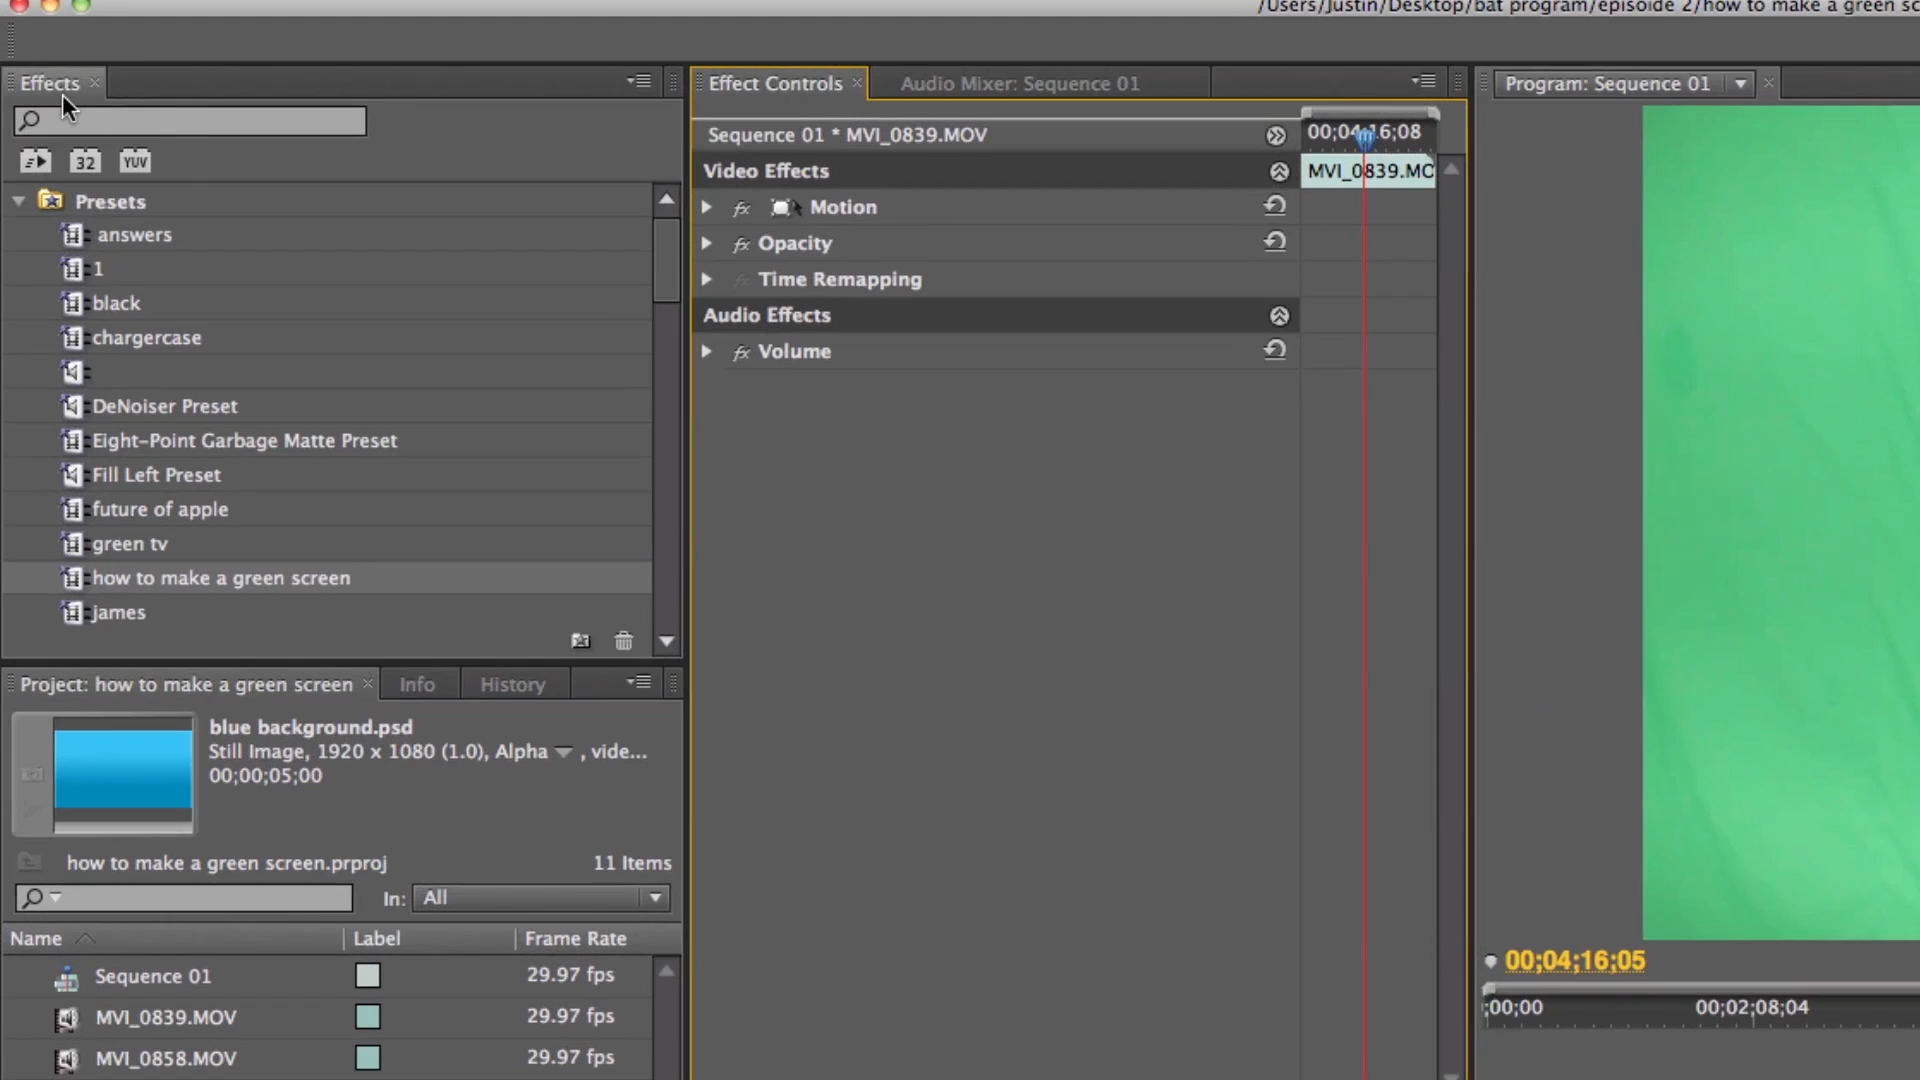 /Users/Justin/Desktop/bat program/episoide 2/how to make a green sc
Effects
32
YUV
Presets
answers
1
black
chargercase
DeNoiser Preset
Eight-Point Garbage Matte Preset
Fill Left Preset
future of apple
green tv
how to make a green screen
james
Effect Controls
Audio Mixer: Sequence 01
Sequence 01 * MVI_0839.MOV
00;04;16;08
Video Effects
MVI_0839.MO
fx Motion
fx Opacity
fx Time Remapping
Audio Effects
fx Volume
Program: Sequence 01
00;04;16;05
;00;00 00;02;08;04
Project: how to make a green screen
Info
History
blue background.psd
Still Image, 1920 x 1080 (1.0), Alpha , vide...
00;00;05;00
how to make a green screen.prproj
11 Items
In: All
Name Label Frame Rate
Sequence 01 29.97 fps
MVI_0839.MOV 29.97 fps
MVI_0858.MOV 29.97 fps